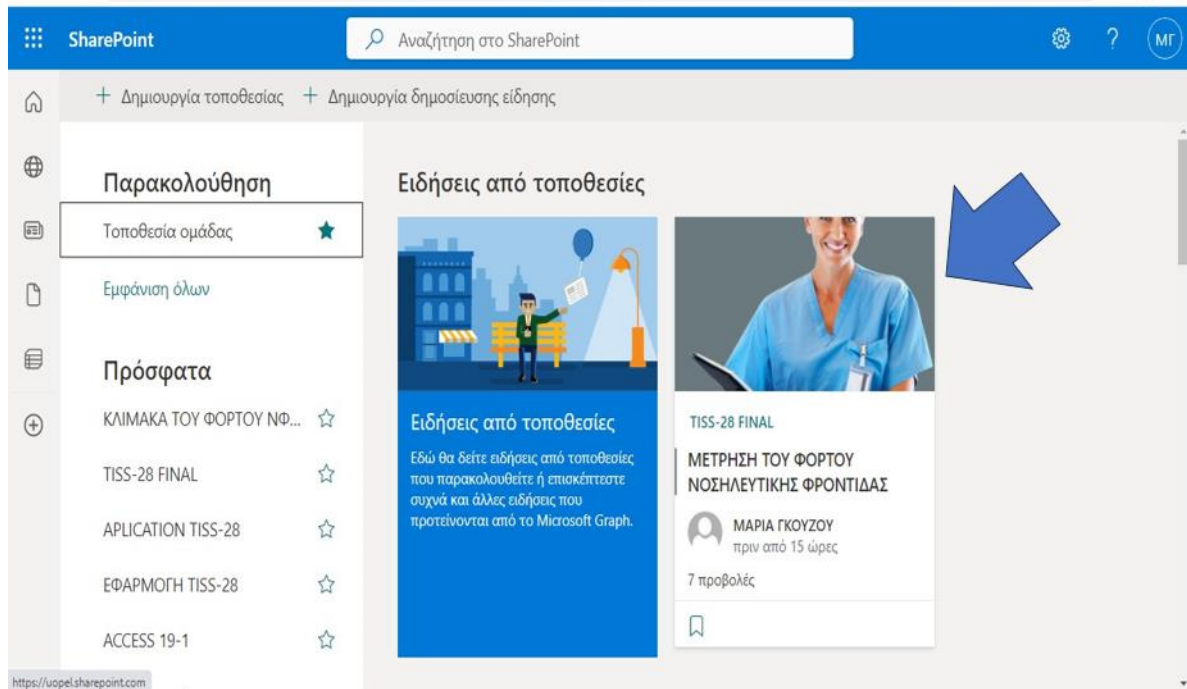 SharePoint
Αναζήτηση στο SharePoint
?
ΜΓ
+ Δημιουργία τοποθεσίας + Δημιουργία δημοσίευσης είδησης
Παρακολούθηση
Τοποθεσία ομάδας
Εμφάνιση όλων
Πρόσφατα
ΚΛΙΜΑΚΑ ΤΟΥ ΦΟΡΤΟΥ ΝΦ...
TISS-28 FINAL
APLICATION TISS-28
ΕΦΑΡΜΟΓΗ TISS-28
ACCESS 19-1
Ειδήσεις από τοποθεσίες
Ειδήσεις από τοποθεσίες
Εδώ θα δείτε ειδήσεις από τοποθεσίες
που παρακολουθείτε ή επισκέπτεστε
συχνά και άλλες ειδήσεις που
προτείνονται από το Microsoft Graph.
TISS-28 FINAL
ΜΕΤΡΗΣΗ ΤΟΥ ΦΟΡΤΟΥ
ΝΟΣΗΛΕΥΤΙΚΗΣ ΦΡΟΝΤΙΔΑΣ
ΜΑΡΙΑ ΓΚΟΥΖΟΥ
πριν από 15 ώρες
7 προβολές
https://uopel.sharepoint.com